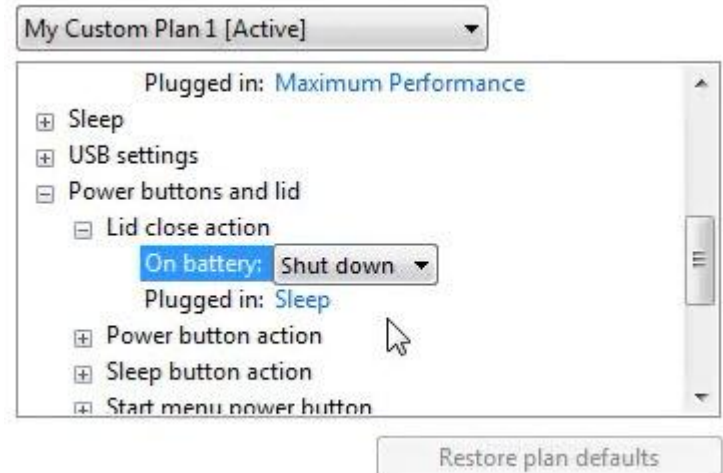 My Custom Plan 1 [Active]
Plugged in: Maximum Performance
Sleep
USB settings
Power buttons and lid
Lid close action
On battery: Shut down
Plugged in: Sleep
Power button action
Sleep button action
Start menu power button
Restore plan defaults